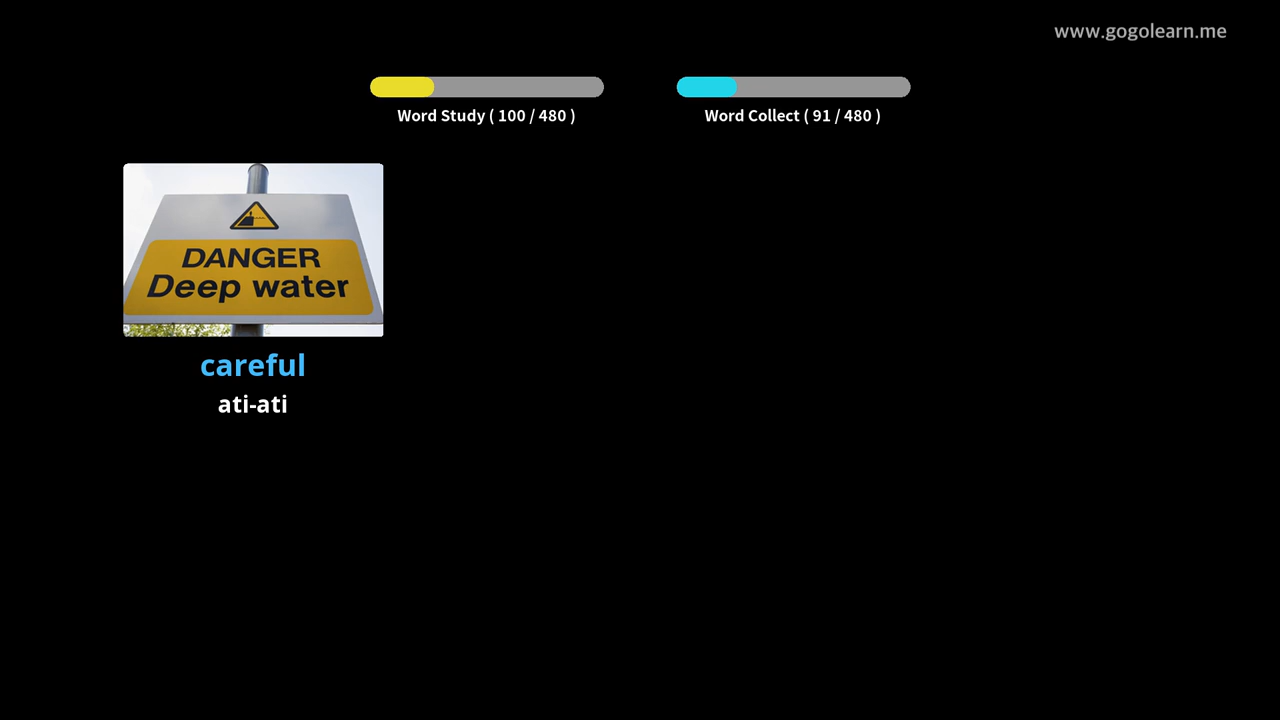 www.gogolearn.me
Word Study ( 100 / 480 )
Word Collect ( 91 / 480 )
DANGER
Deep water
careful
ati-ati